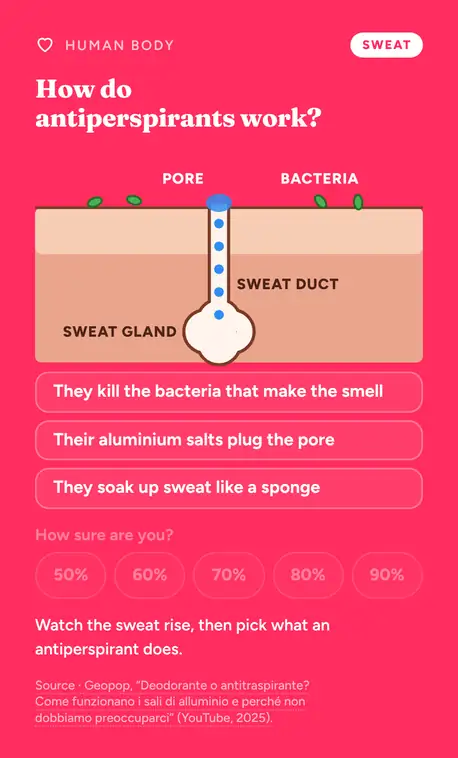 HUMAN BODY
SWEAT
How do
antiperspirants work?
PORE
BACTERIA
SWEAT DUCT
SWEAT GLAND
They kill the bacteria that make the smell
Their aluminium salts plug the pore
They soak up sweat like a sponge
How sure are you?
50%
60%
70%
80%
90%
Watch the sweat rise, then pick what an
antiperspirant does.
Source · Geopop, “Deodorante o antitraspirante?
Come funzionano i sali di alluminio e perché non
dobbiamo preoccuparci” (YouTube, 2025).